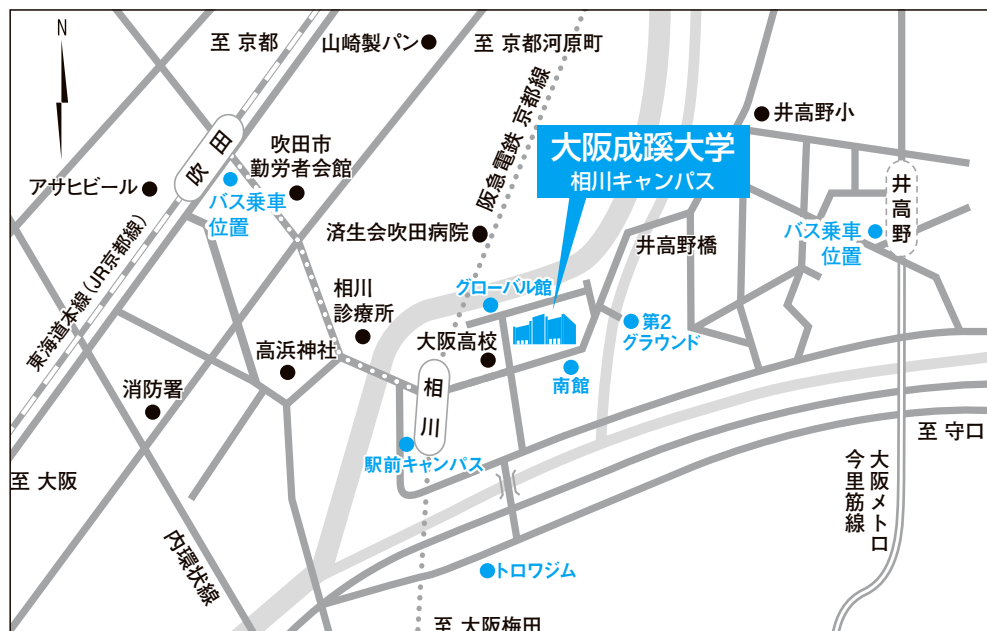 N
至 京都
山崎製パン
至 京都河原町
阪急電鉄 京都線
井高野小
大阪成蹊大学
相川キャンパス
吹田
吹田市
勤労者会館
アサヒビール
バス乗車
位置
済生会吹田病院
井高野橋
井高野
バス乗車
位置
東海道本線(JR京都線)
グローバル館
相川
診療所
大阪高校
第2
グラウンド
高浜神社
南館
消防署
相川
駅前キャンパス
至 守口
至 大阪
大阪メトロ
今里筋線
内環状線
トロワジム
至 大阪梅田